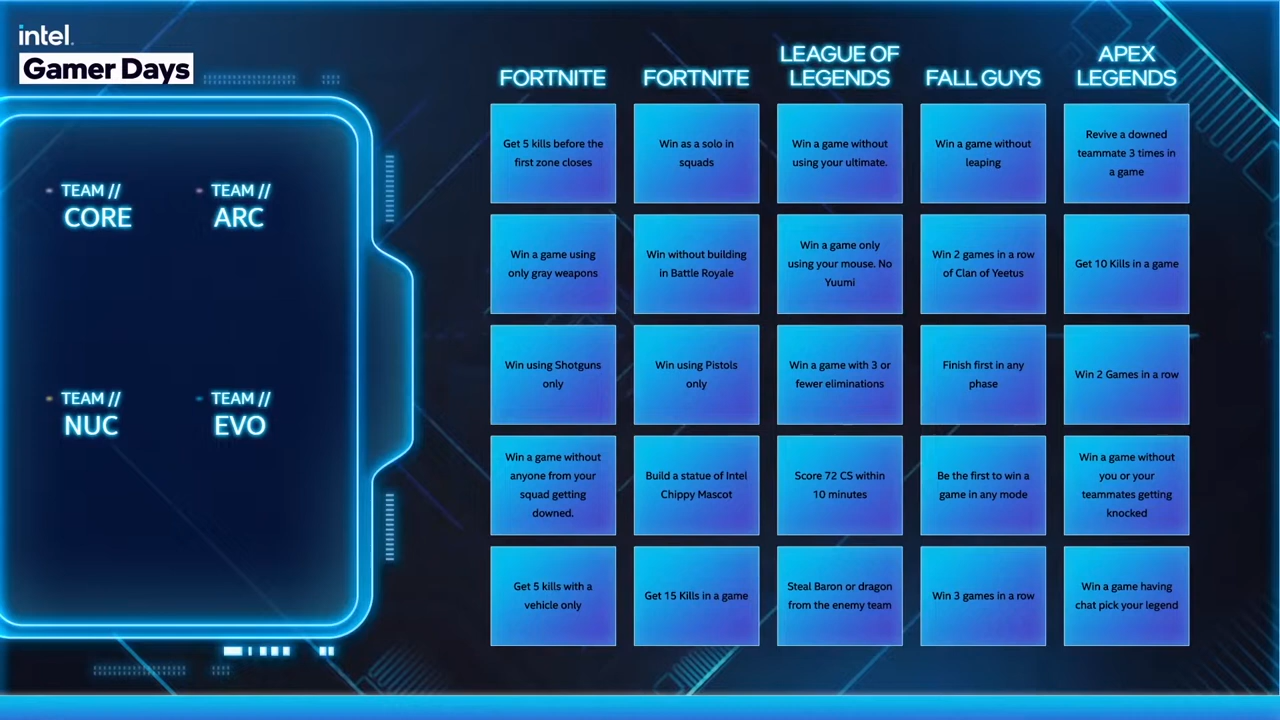 intel.
Gamer Days
TEAM //
CORE
TEAM //
ARC
TEAM //
NUC
TEAM //
EVO
FORTNITE
FORTNITE
LEAGUE OF
LEGENDS
FALL GUYS
APEX
LEGENDS
Get 5 kills before the
first zone closes
Win as a solo in
squads
Win a game without
using your ultimate.
Win a game without
leaping
Revive a downed
teammate 3 times in
a game
Win a game using
only gray weapons
Win without building
in Battle Royale
Win a game only
using your mouse. No
Yuumi
Win 2 games in a row
of Clan of Yeetus
Get 10 Kills in a game
Win using Shotguns
only
Win using Pistols
only
Win a game with 3 or
fewer eliminations
Finish first in any
phase
Win 2 Games in a row
Win a game without
anyone from your
squad getting
downed.
Build a statue of Intel
Chippy Mascot
Score 72 CS within
10 minutes
Be the first to win a
game in any mode
Win a game without
you or your
teammates getting
knocked
Get 5 kills with a
vehicle only
Get 15 Kills in a game
Steal Baron or dragon
from the enemy team
Win 3 games in a row
Win a game having
chat pick your legend